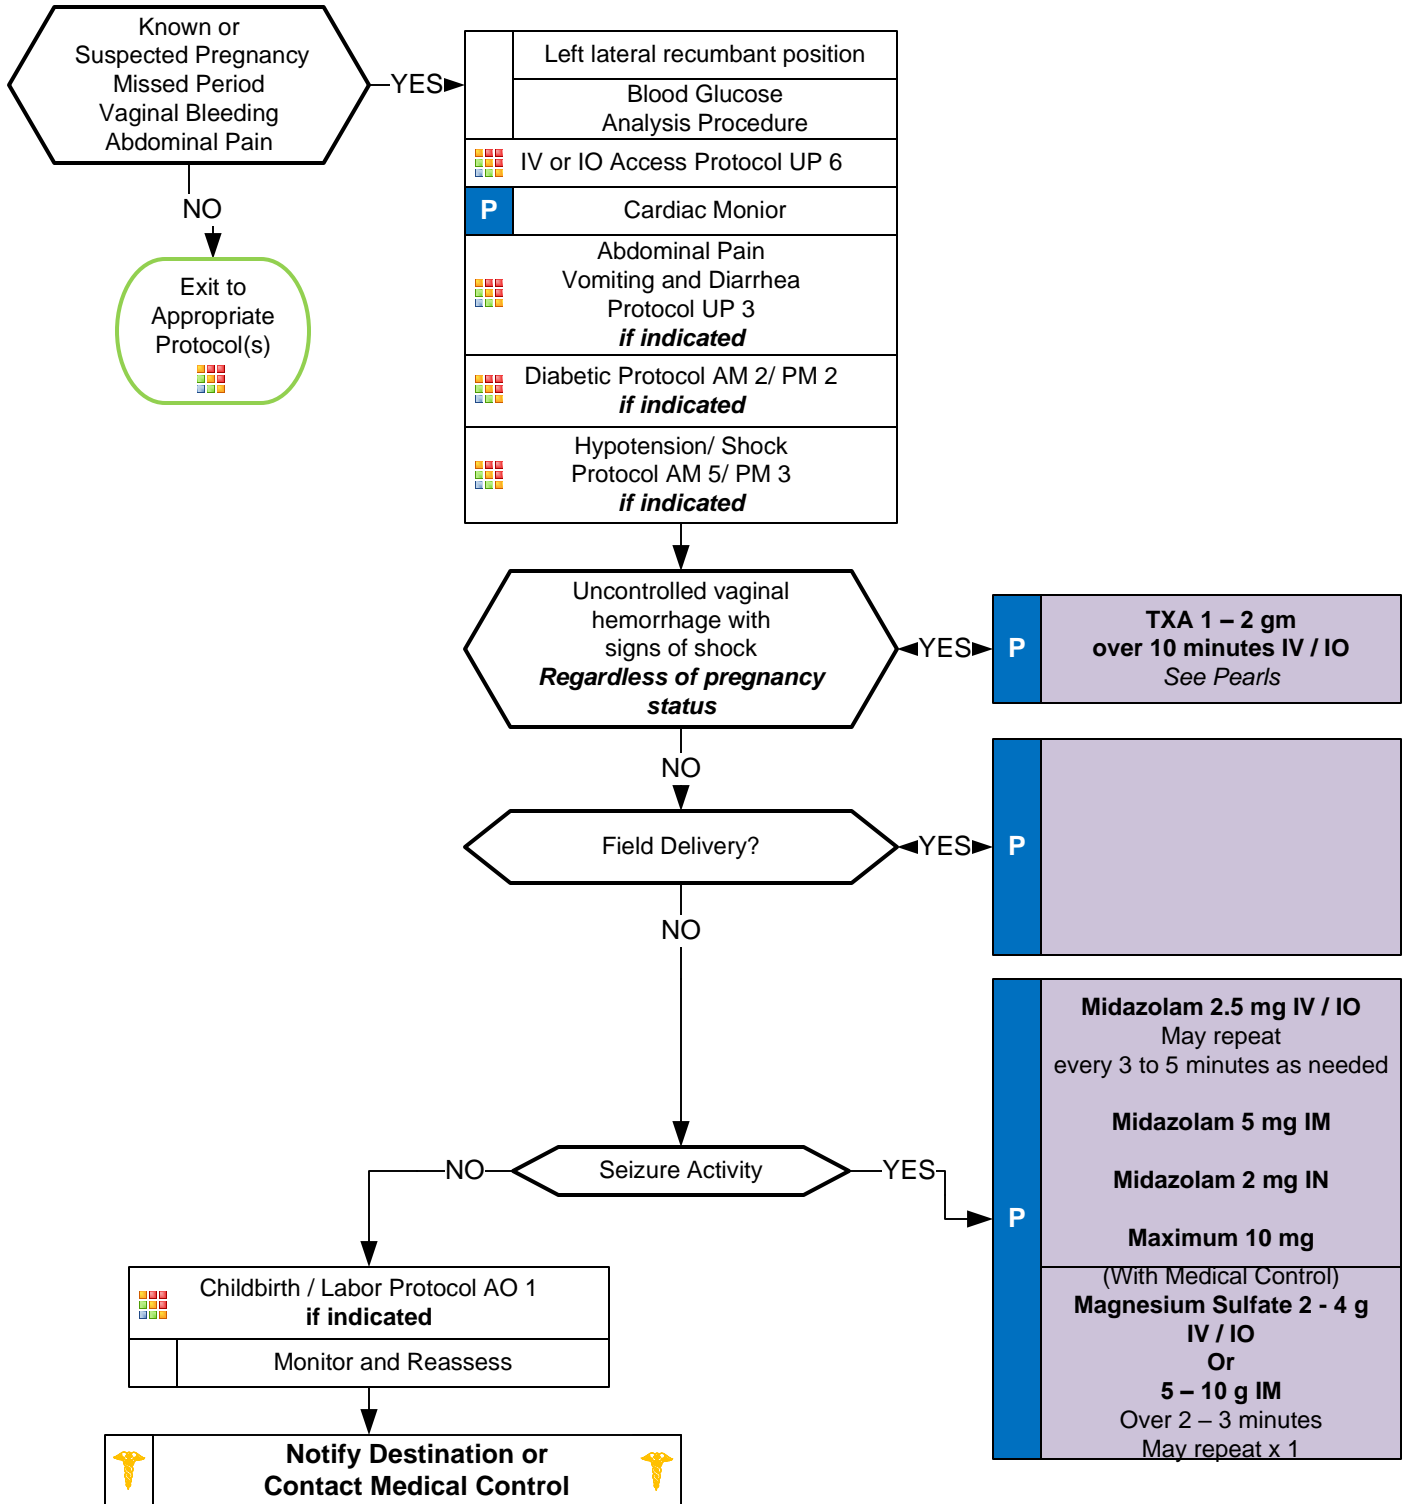 Known or
Suspected Pregnancy
Missed Period
Vaginal Bleeding
Abdominal Pain
YES
NO
Exit to
Appropriate
Protocol(s)
Left lateral recumbant position
Blood Glucose
Analysis Procedure
IV or IO Access Protocol UP 6
P
Cardiac Monior
Abdominal Pain
Vomiting and Diarrhea
Protocol UP 3
if indicated
Diabetic Protocol AM 2/ PM 2
if indicated
Hypotension/ Shock
Protocol AM 5/ PM 3
if indicated
Uncontrolled vaginal
hemorrhage with
signs of shock
Regardless of pregnancy
status
YES
P
TXA 1 – 2 gm
over 10 minutes IV / IO
See Pearls
NO
Field Delivery?
YES
P
NO
Seizure Activity
YES
P
Midazolam 2.5 mg IV / IO
May repeat
every 3 to 5 minutes as needed
Midazolam 5 mg IM
Midazolam 2 mg IN
Maximum 10 mg
(With Medical Control)
Magnesium Sulfate 2 - 4 g
IV / IO
Or
5 – 10 g IM
Over 2 – 3 minutes
May repeat x 1
NO
Childbirth / Labor Protocol AO 1
if indicated
Monitor and Reassess
Notify Destination or
Contact Medical Control